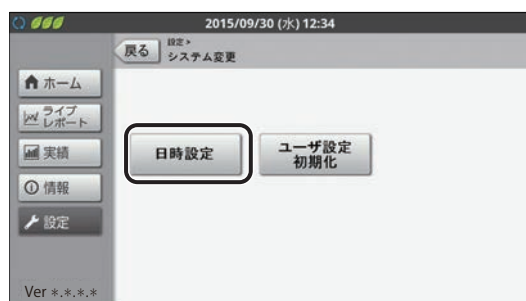 2015/09/30 (水) 12:34
戻る
設定>
システム変更
ホーム
ライブ
レポート
実績
情報
設定
日時設定
ユーザ設定
初期化
Ver *.*.*.*